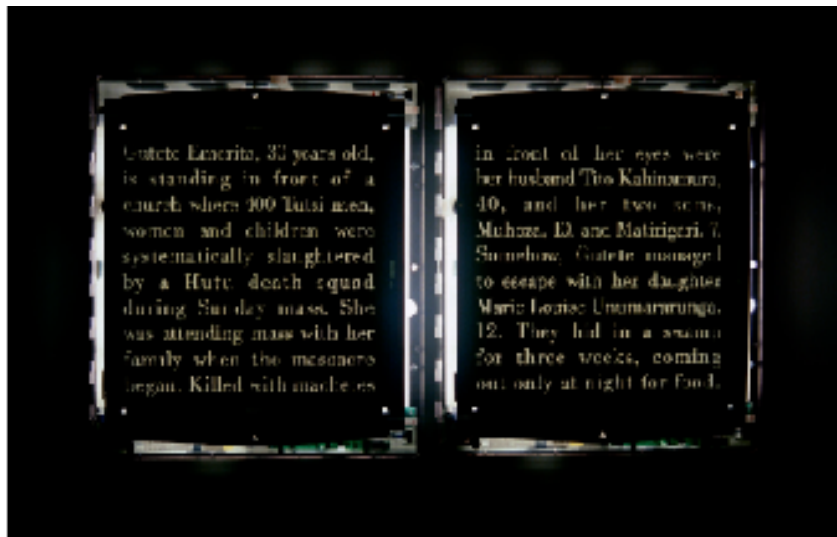 Gutete Emerita, 30 years old,
is standing in front of a
church where 400 Tutsi men,
women and children were
systematically slaughtered
by a Hutu death squad
during Sunday mass. She
was attending mass with her
family when the massacre
began. Killed with machetes
in front of her eyes were
her husband Tito Kahinamura,
40, and her two sons,
Muhoza, 10, and Matirigari, 7.
Somehow, Gutete managed
to escape with her daughter
Marie Louise Unumararunga,
12. They hid in a swamp
for three weeks, coming
out only at night for food.